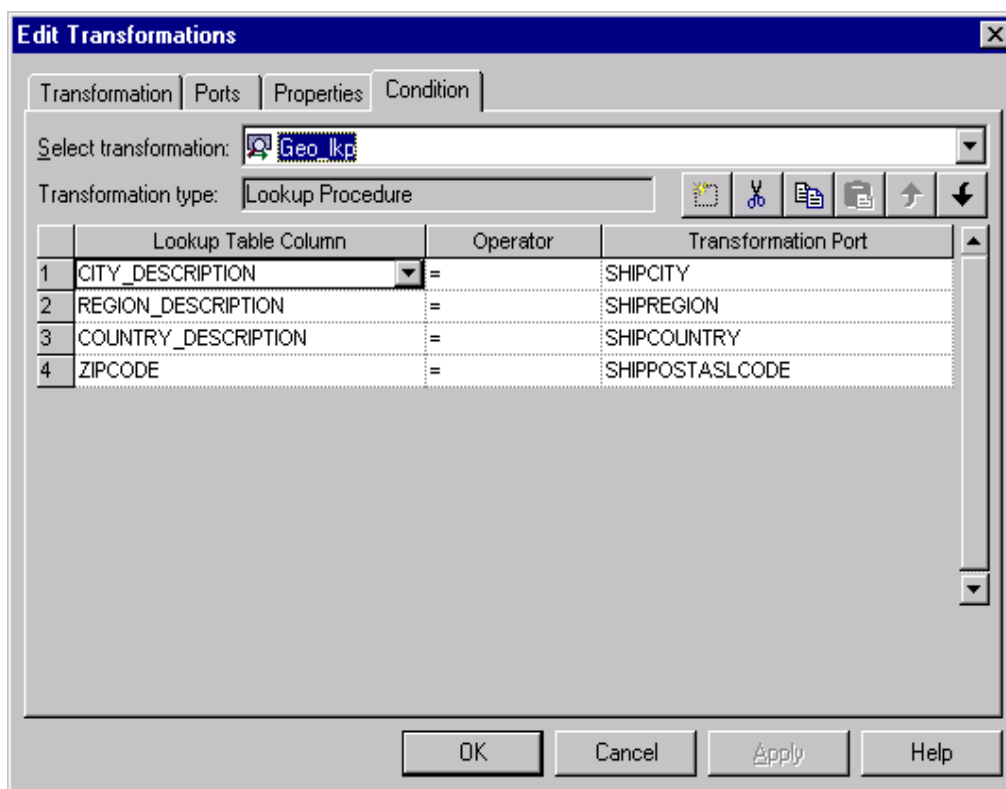 Edit Transformations
Transformation Ports Properties Condition
Select transformation: Geo_lkp
Transformation type: Lookup Procedure
Lookup Table Column Operator Transformation Port
1 CITY_DESCRIPTION = SHIPCITY
2 REGION_DESCRIPTION = SHIPREGION
3 COUNTRY_DESCRIPTION = SHIPCOUNTRY
4 ZIPCODE = SHIPPOSTASLCODE
OK Cancel Apply Help